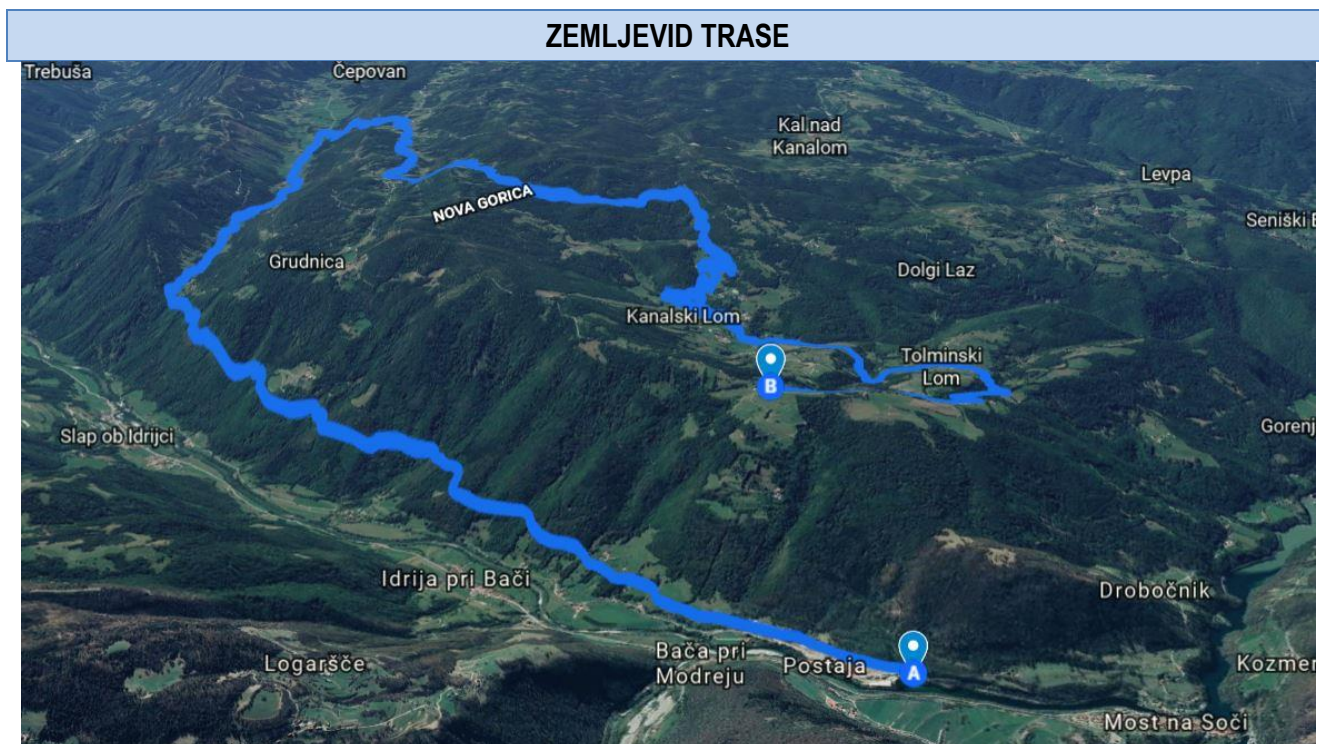 ZEMLJEVID TRASE
Trebuša
Čepovan
Kal nad
Kanalom
Levpa
NOVA GORICA
Seniški
Grudnica
Dolgi Laz
Kanalski Lom
Tolminski
Lom
B
Slap ob Idrijci
Gorenj
Idrija pri Bači
Drobočnik
Bača pri
Modreju
Postaja
Logaršče
Kozmer
A
Most na Soči